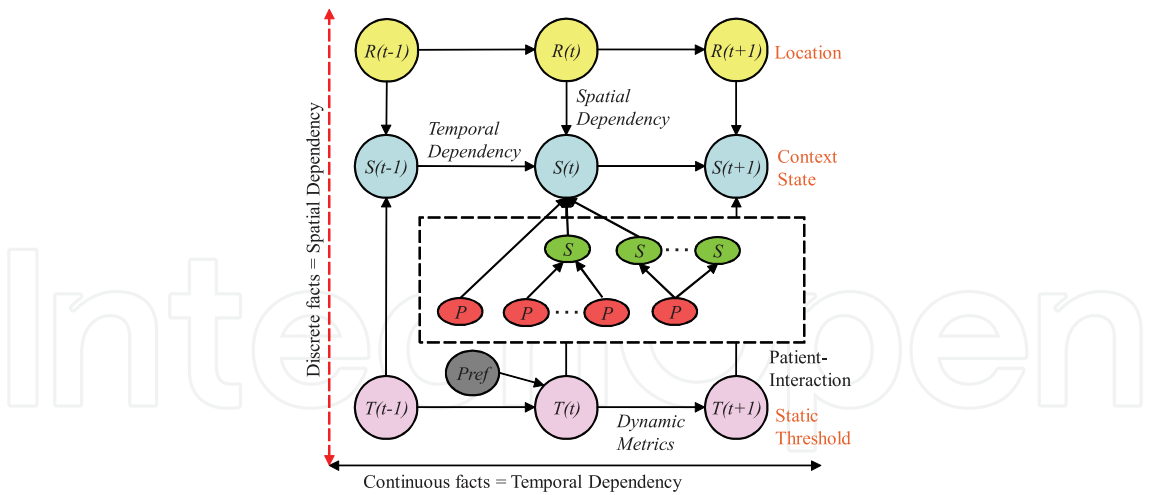 R(t-1)
R(t)
R(t+1)
Location
Spatial
Dependency
Temporal
Dependency
S(t-1)
S(t)
S(t+1)
Context
State
Discrete facts = Spatial Dependency
S
S
S
P
P
P
P
Patient-
Interaction
Pref
T(t-1)
T(t)
T(t+1)
Dynamic
Metrics
Static
Threshold
Continuous facts = Temporal Dependency
IntechOpen